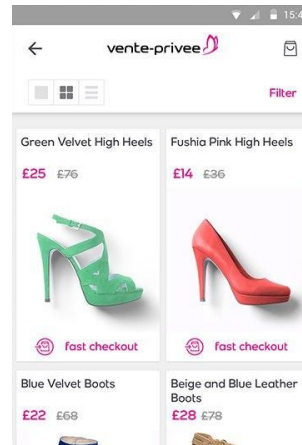 15:4
vente-privee
Filter
Green Velvet High Heels
£25 £76
fast checkout
Fushia Pink High Heels
£14 £36
fast checkout
Blue Velvet Boots
£22 £68
Beige and Blue Leather
Boots
£28 £78